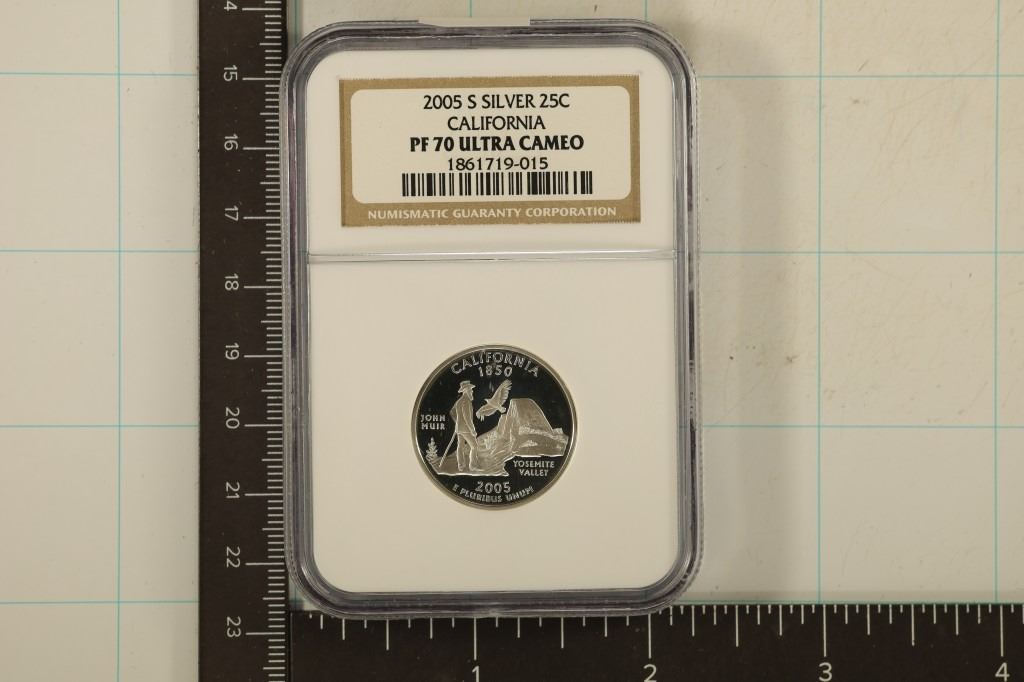 2005 S SILVER 25C
CALIFORNIA
PF 70 ULTRA CAMEO
1861719-015
NUMISMATIC GUARANTY CORPORATION
CALIFORNIA
1850
JOHN
MUIR
YOSEMITE
VALLEY
2005
E PLURIBUS UNUM
14
15
16
17
18
19
20
21
22
23
1
2
3
4